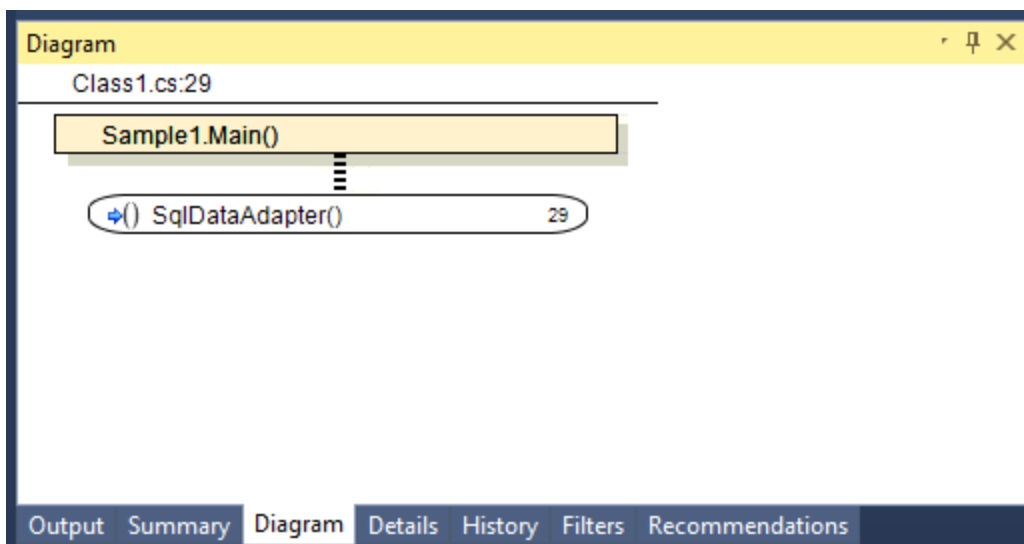 Diagram
Class1.cs:29
Sample1.Main()
() SqlDataAdapter() 29
Output Summary Diagram Details History Filters Recommendations